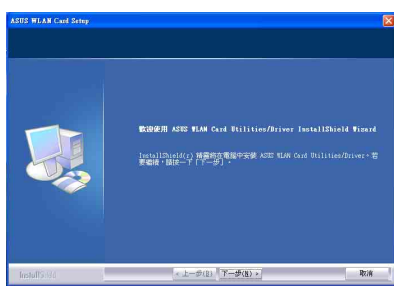 ASUS WLAN Card Setup
歡迎使用 ASUS WLAN Card Utilities/Driver InstallShield Wizard
InstallShield(r) 精靈將在電腦中安裝 ASUS WLAN Card Utilities/Driver。若
要繼續，請按一下「下一步」。
InstallShield
< 上一步(B)
下一步(N) >
取消